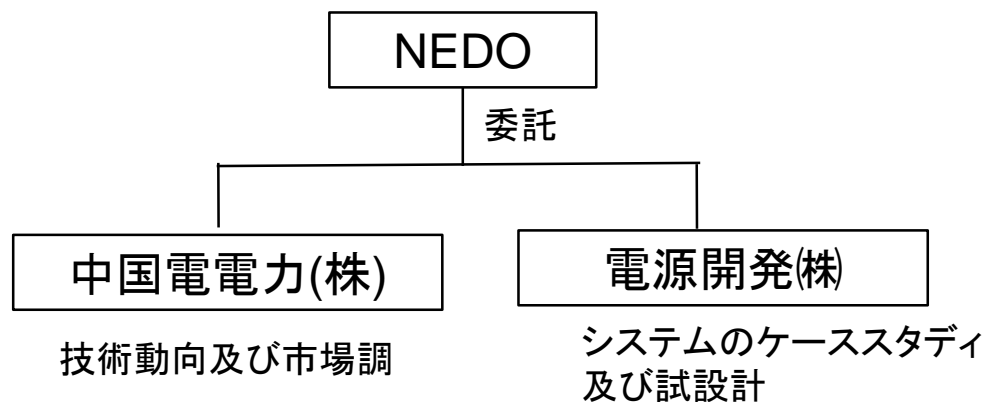 NEDO
委託
中国電電力(株)
電源開発㈱
技術動向及び市場調
システムのケーススタディ
及び試設計